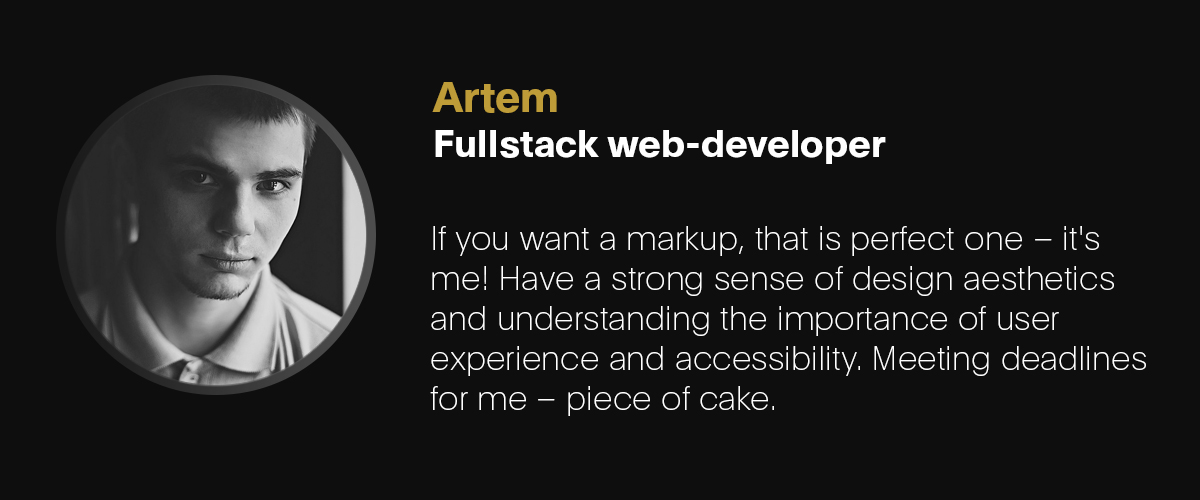 Artem
Fullstack web-developer
If you want a markup, that is perfect one – it's
me! Have a strong sense of design aesthetics
and understanding the importance of user
experience and accessibility. Meeting deadlines
for me – piece of cake.